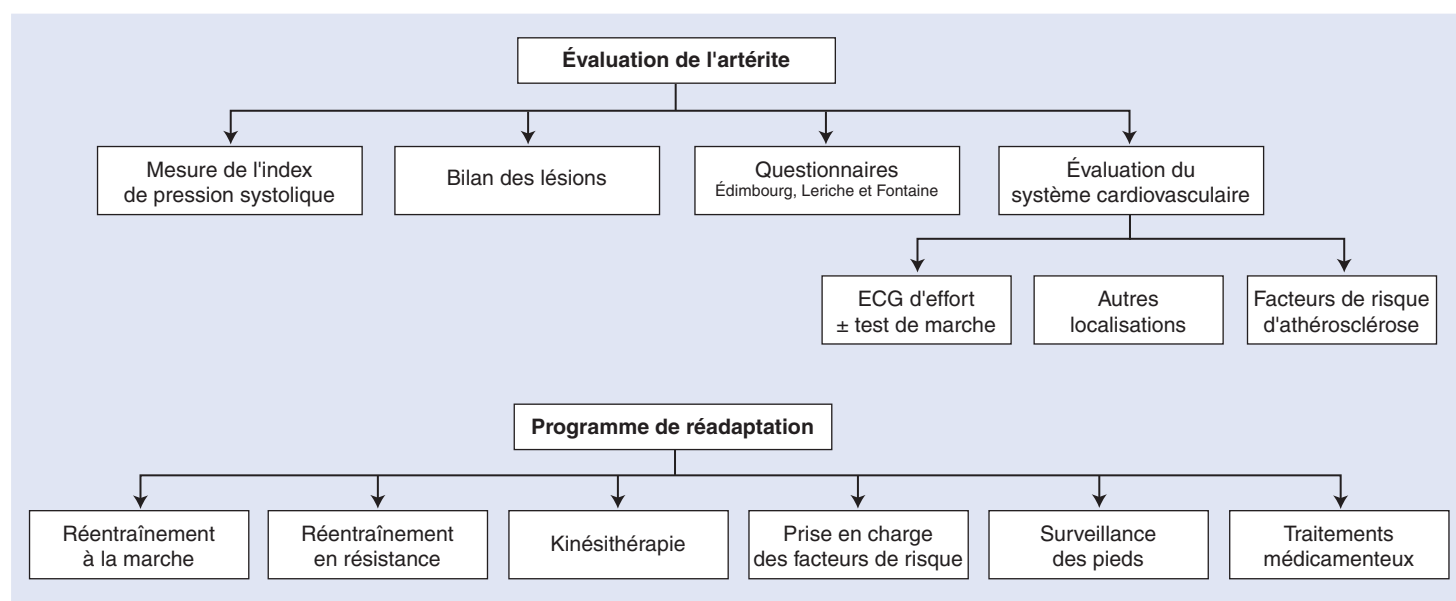 Évaluation de l'artérite
Mesure de l'index
de pression systolique
Bilan des lésions
Questionnaires
Édimbourg, Leriche et Fontaine
Évaluation du
système cardiovasculaire
ECG d'effort
± test de marche
Autres
localisations
Facteurs de risque
d'athérosclérose
Programme de réadaptation
Réentraînement
à la marche
Réentraînement
en résistance
Kinésithérapie
Prise en charge
des facteurs de risque
Surveillance
des pieds
Traitements
médicamenteux